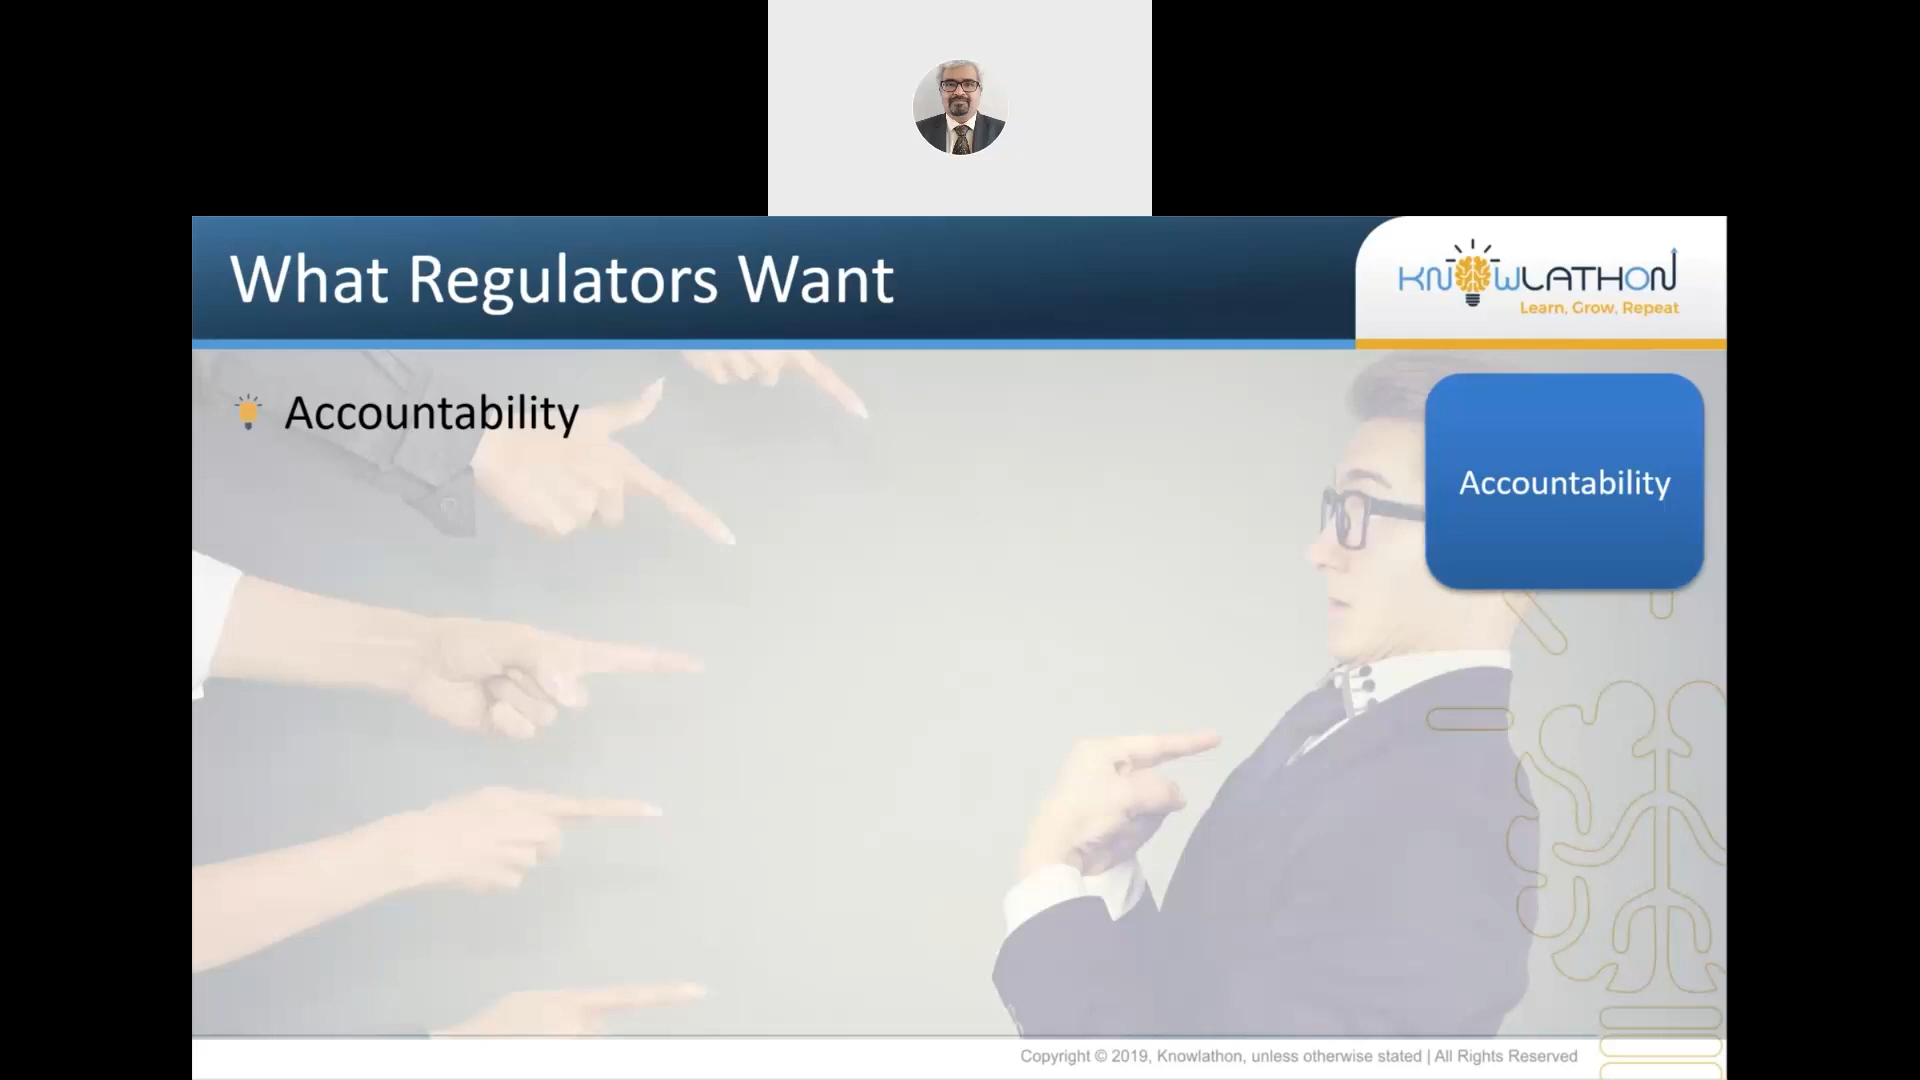 What Regulators Want
KNOWLATHON
Learn, Grow, Repeat
Accountability
Accountability
Copyright © 2019, Knowlathon, unless otherwise stated | All Rights Reserved